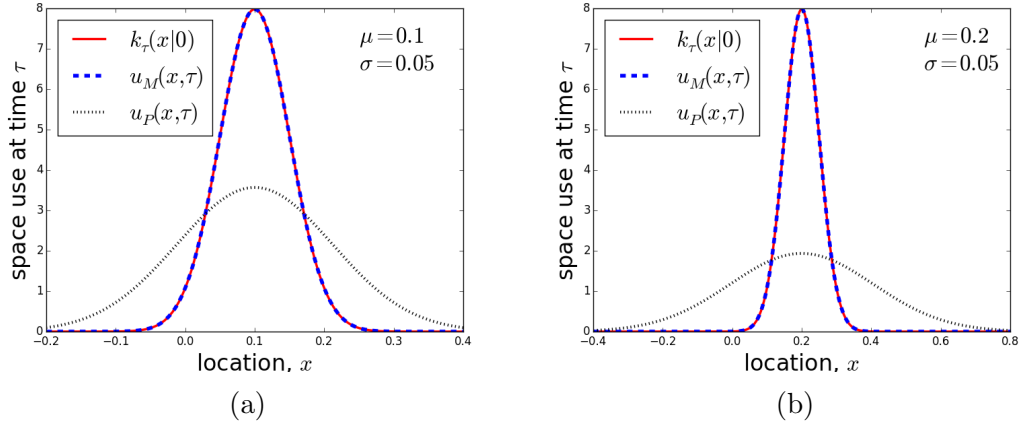 8
7
6
5
4
3
2
1
0
space use at time τ
k_τ(x|0)
u_M(x,τ)
u_P(x,τ)
μ=0.1
σ=0.05
−0.2 −0.1 0.0 0.1 0.2 0.3 0.4
location, x
(a)
8
7
6
5
4
3
2
1
0
space use at time τ
k_τ(x|0)
u_M(x,τ)
u_P(x,τ)
μ=0.2
σ=0.05
−0.4 −0.2 0.0 0.2 0.4 0.6 0.8
location, x
(b)